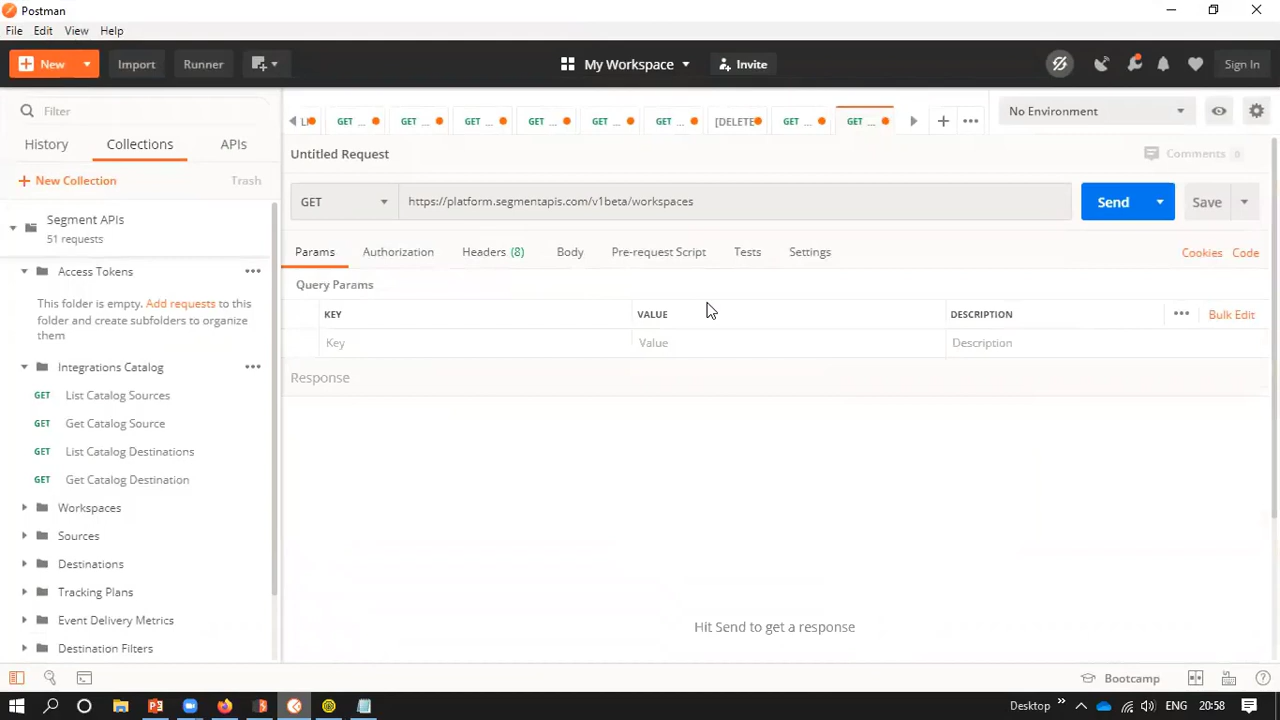 Postman
File Edit View Help
New Import Runner My Workspace Invite Sign In
Filter
History Collections APIs
New Collection Trash
Segment APIs
51 requests
Access Tokens
This folder is empty. Add requests to this
folder and create subfolders to organize
them
Integrations Catalog
GET List Catalog Sources
GET Get Catalog Source
GET List Catalog Destinations
GET Get Catalog Destination
Workspaces
Sources
Destinations
Tracking Plans
Event Delivery Metrics
Destination Filters
GET ... GET ... GET ... GET ... GET ... GET ... [DELETE GET ... GET ...
No Environment
Untitled Request
Comments 0
GET https://platform.segmentapis.com/v1beta/workspaces Send Save
Params Authorization Headers (8) Body Pre-request Script Tests Settings Cookies Code
Query Params
KEY VALUE DESCRIPTION ... Bulk Edit
Key Value Description
Response
Hit Send to get a response
Bootcamp
Desktop » ENG 20:58